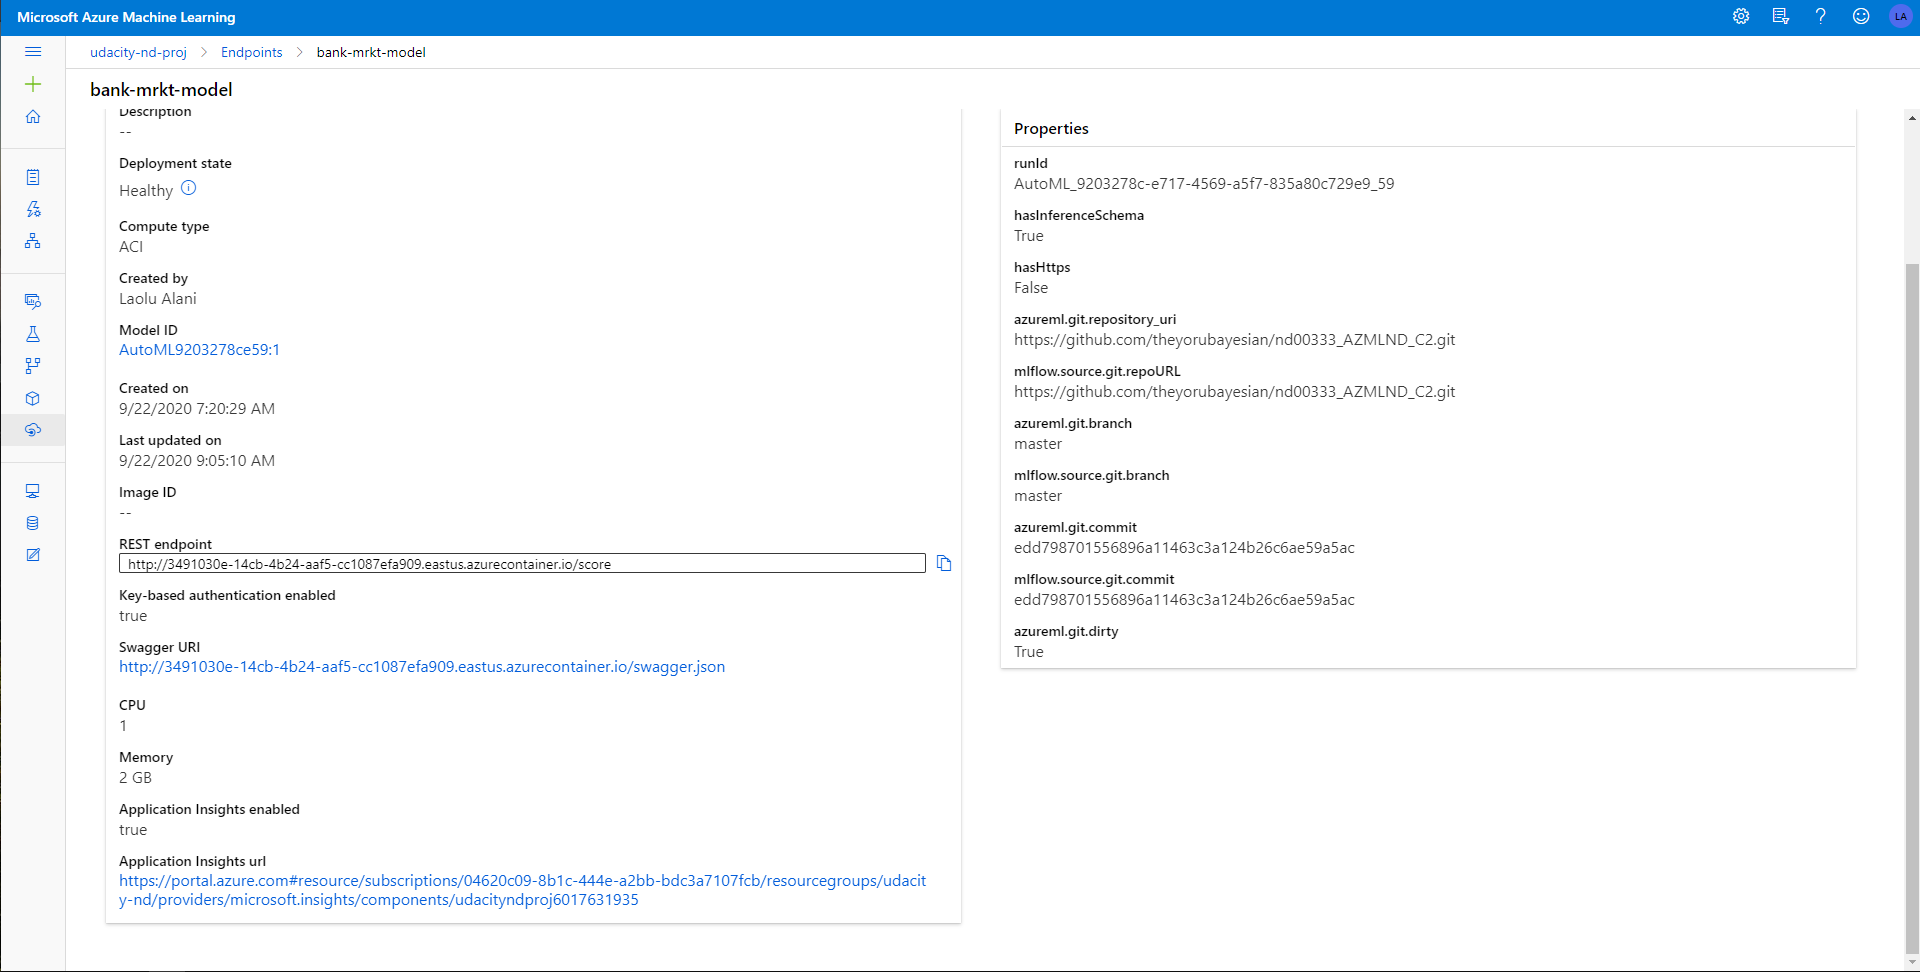 Microsoft Azure Machine Learning
LA
udacity-nd-proj > Endpoints > bank-mrkt-model
bank-mrkt-model
Description
--
Deployment state
Healthy
Compute type
ACI
Created by
Laolu Alani
Model ID
AutoML9203278ce59:1
Created on
9/22/2020 7:20:29 AM
Last updated on
9/22/2020 9:05:10 AM
Image ID
--
REST endpoint
http://3491030e-14cb-4b24-aaf5-cc1087efa909.eastus.azurecontainer.io/score
Key-based authentication enabled
true
Swagger URI
http://3491030e-14cb-4b24-aaf5-cc1087efa909.eastus.azurecontainer.io/swagger.json
CPU
1
Memory
2 GB
Application Insights enabled
true
Application Insights url
https://portal.azure.com#resource/subscriptions/04620c09-8b1c-444e-a2bb-bdc3a7107fcb/resourcegroups/udacit
y-nd/providers/microsoft.insights/components/udacityndproj6017631935
Properties
runId
AutoML_9203278c-e717-4569-a5f7-835a80c729e9_59
hasInferenceSchema
True
hasHttps
False
azureml.git.repository_uri
https://github.com/theyorubayesian/nd00333_AZMLND_C2.git
mlflow.source.git.repoURL
https://github.com/theyorubayesian/nd00333_AZMLND_C2.git
azureml.git.branch
master
mlflow.source.git.branch
master
azureml.git.commit
edd798701556896a11463c3a124b26c6ae59a5ac
mlflow.source.git.commit
edd798701556896a11463c3a124b26c6ae59a5ac
azureml.git.dirty
True